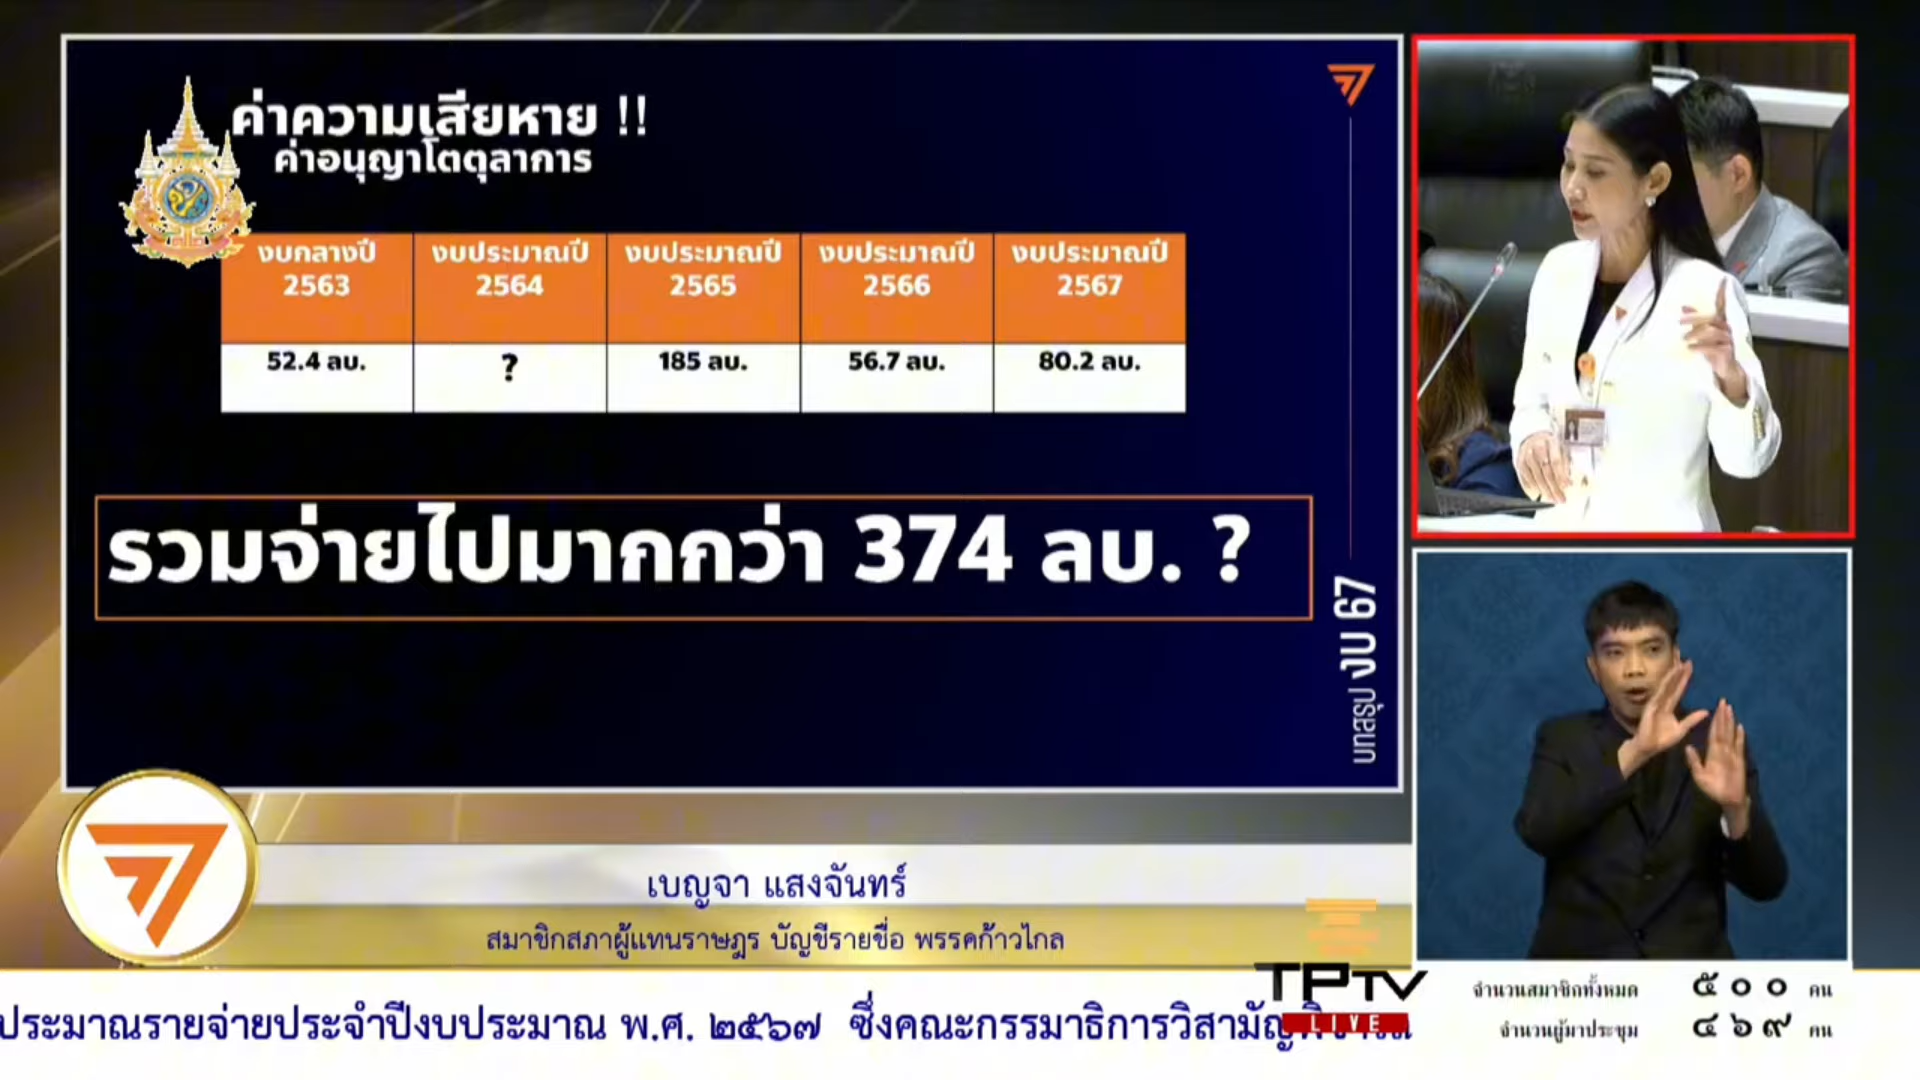 ค่าความเสียหาย !!
ค่าอนุญาโตตุลาการ
งบกลางปี
2563
งบประมาณปี
2564
งบประมาณปี
2565
งบประมาณปี
2566
งบประมาณปี
2567
52.4 ลบ.
?
185 ลบ.
56.7 ลบ.
80.2 ลบ.
รวมจ่ายไปมากกว่า 374 ลบ. ?
บทสรุป งบ 67
เบญจา แสงจันทร์
สมาชิกสภาผู้แทนราษฎร บัญชีรายชื่อ พรรคก้าวไกล
ประมาณรายจ่ายประจำปีงบประมาณ พ.ศ. ๒๕๖๗ ซึ่งคณะกรรมาธิการวิสามัญ
TPTV
LIVE
จำนวนสมาชิกทั้งหมด ๕๐๐ คน
จำนวนผู้มาประชุม ๔๖๙ คน